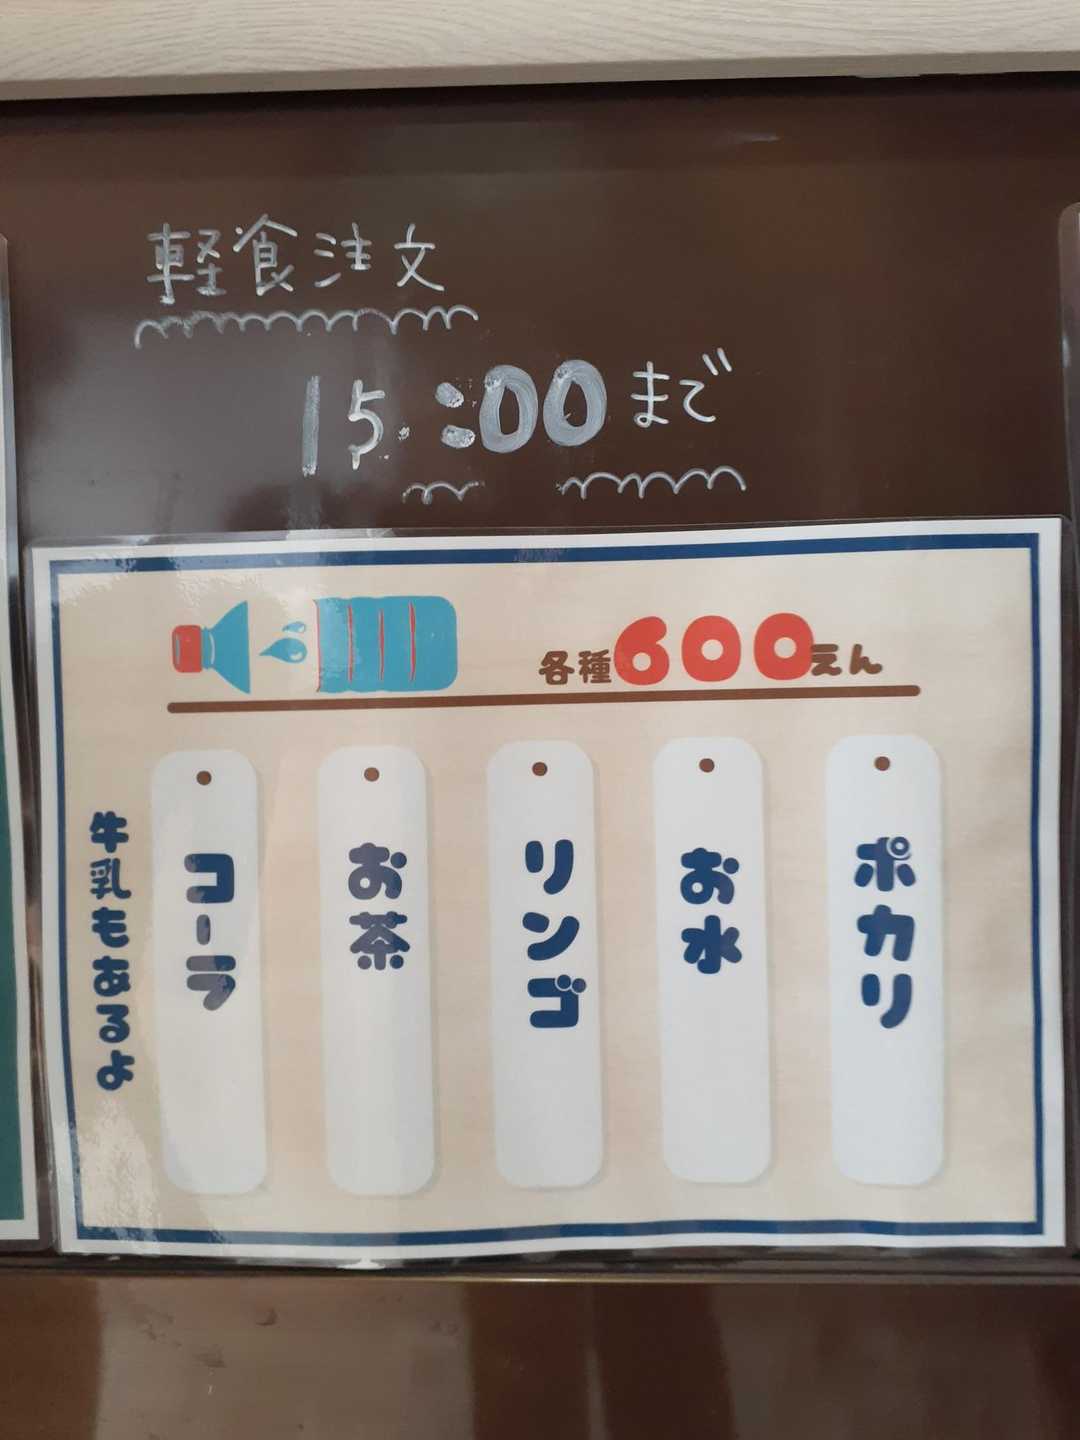 軽食注文
15:00まで
各種600えん
ポカリ
お水
リンゴ
お茶
コーラ
牛乳もあるよ